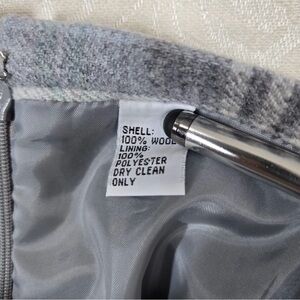 SHELL:
100% WOOL
LINING:
100%
POLYESTER
DRY CLEAN
ONLY